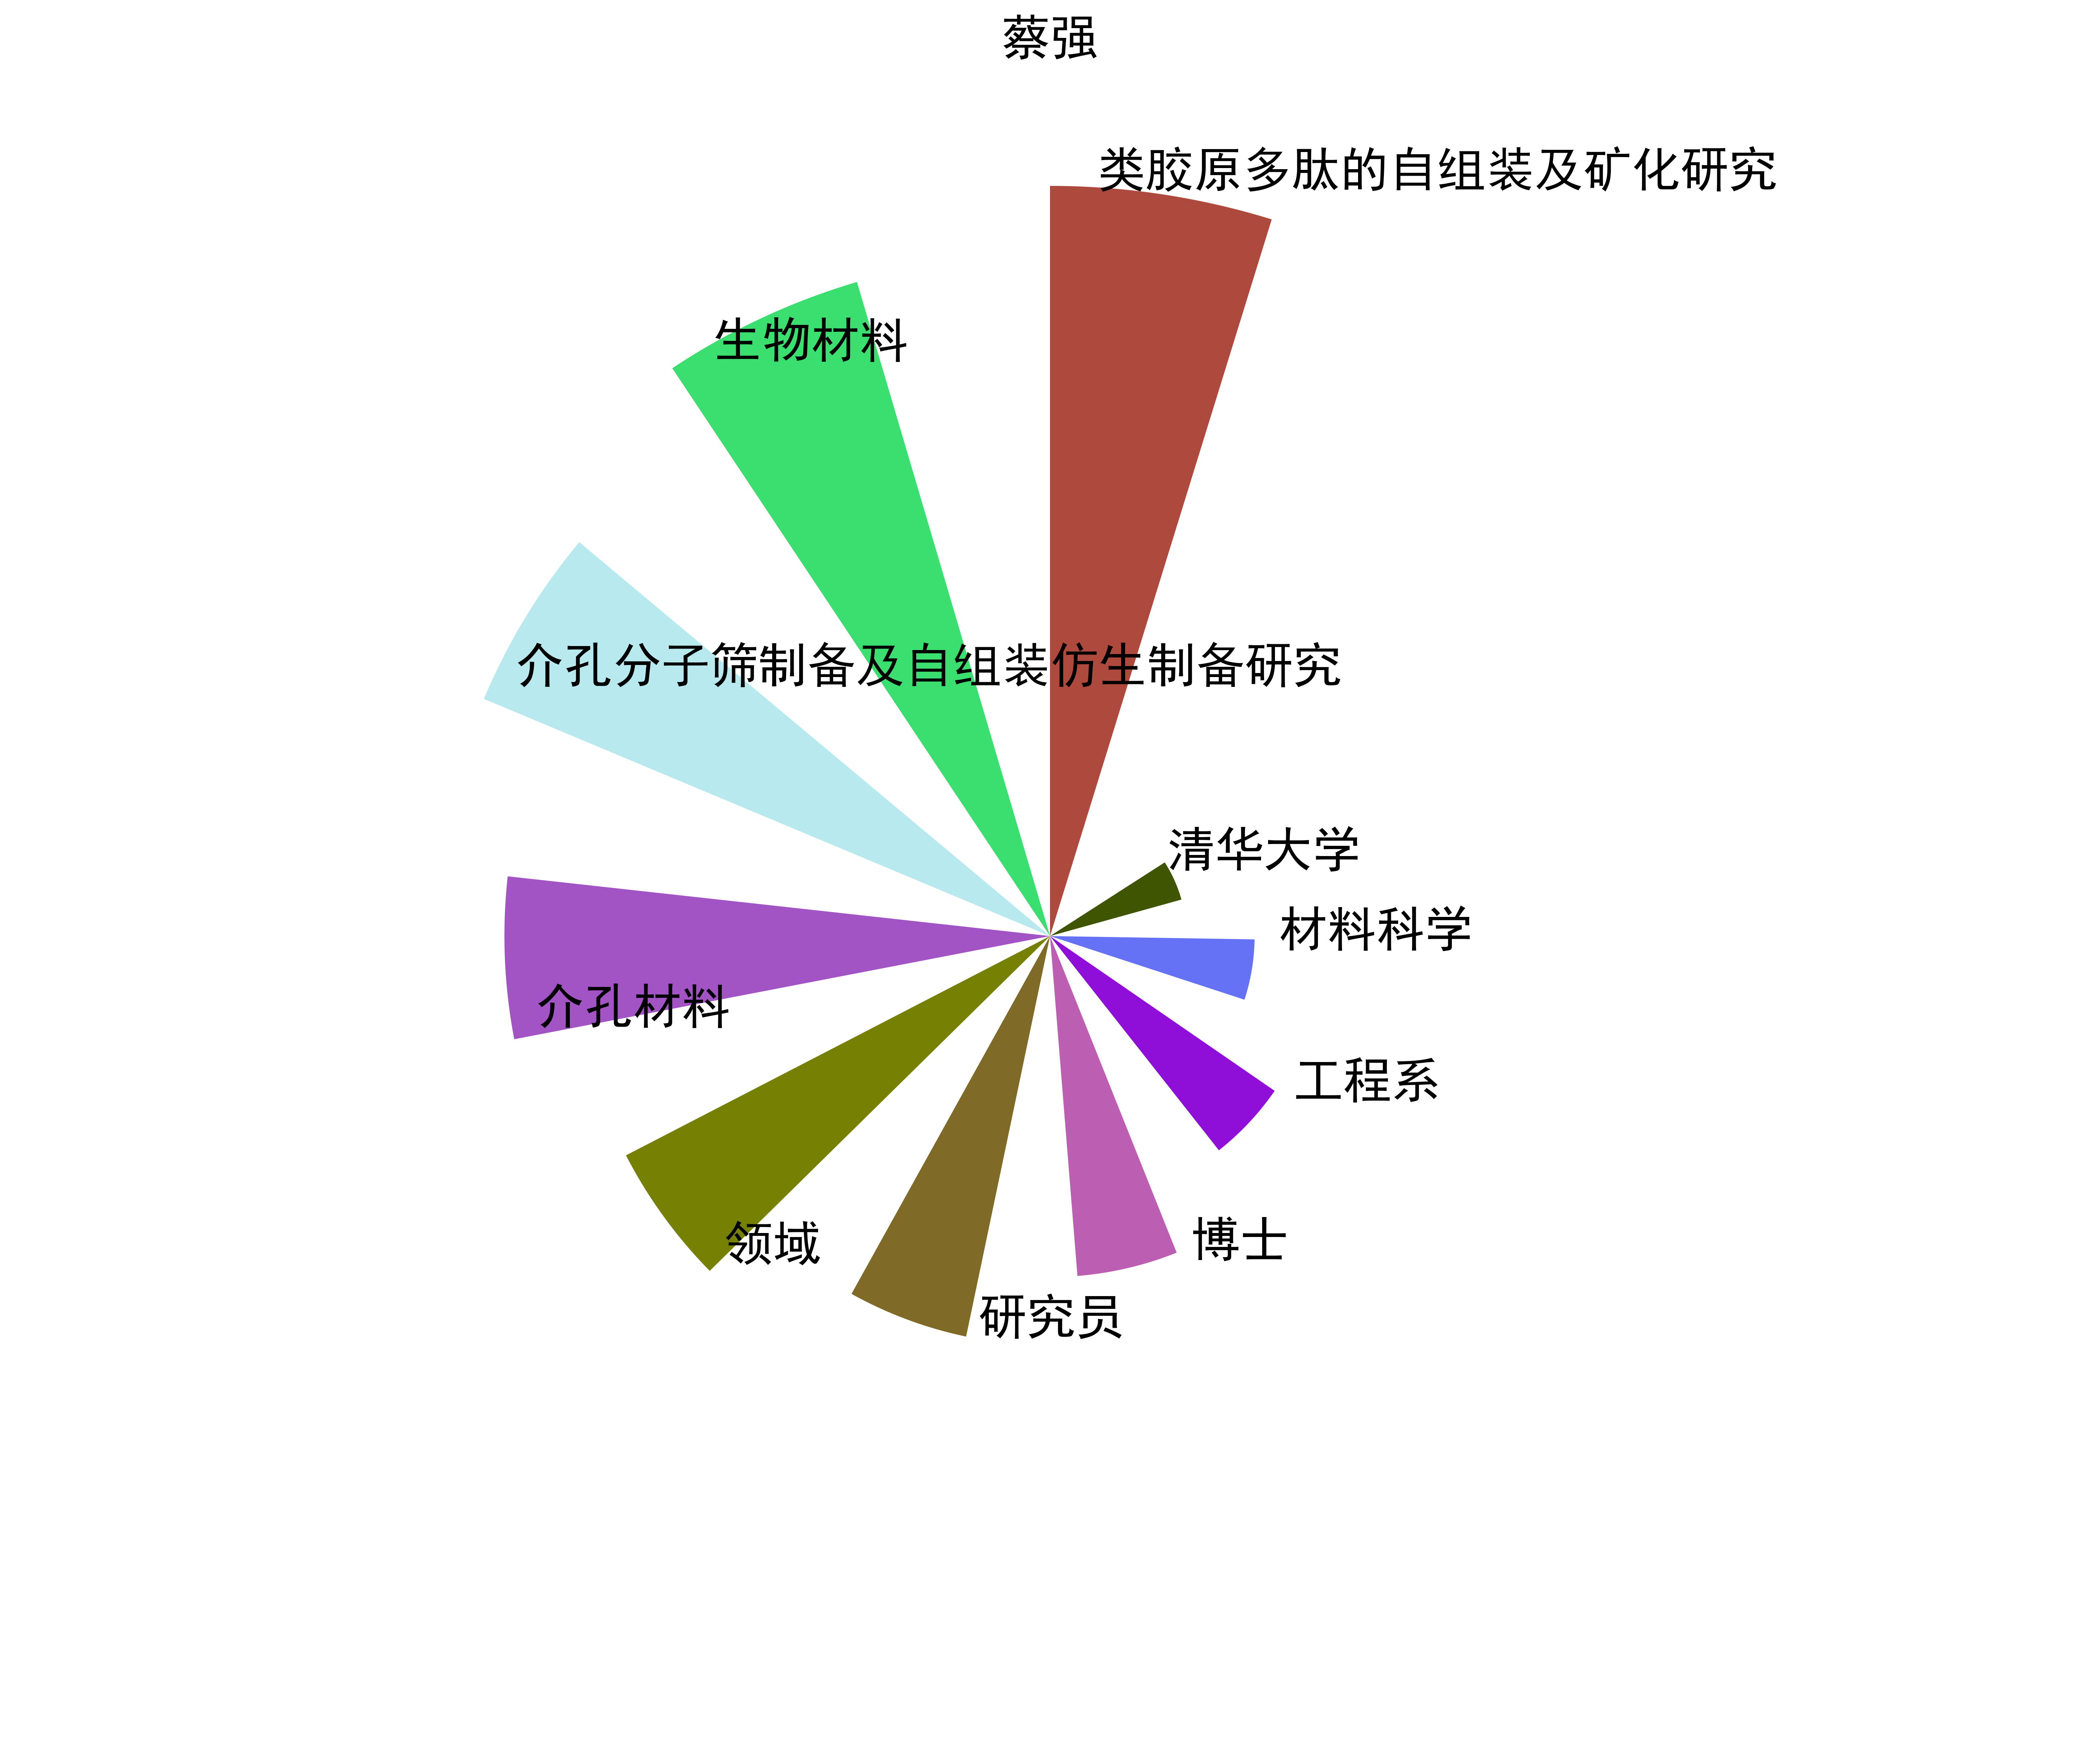 蔡强
类胶原多肽的自组装及矿化研究
生物材料
介孔分子筛制备及自组装仿生制备研究
清华大学
材料科学
介孔材料
工程系
博士
领域
研究员